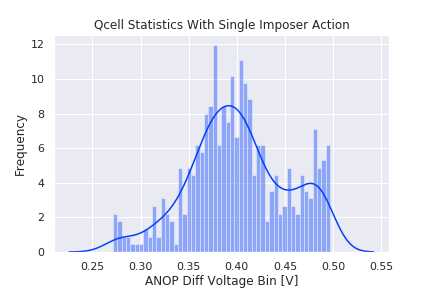 Qcell Statistics With Single Imposer Action
12
10
8
6
4
2
0
Frequency
0.25 0.30 0.35 0.40 0.45 0.50 0.55
ANOP Diff Voltage Bin [V]